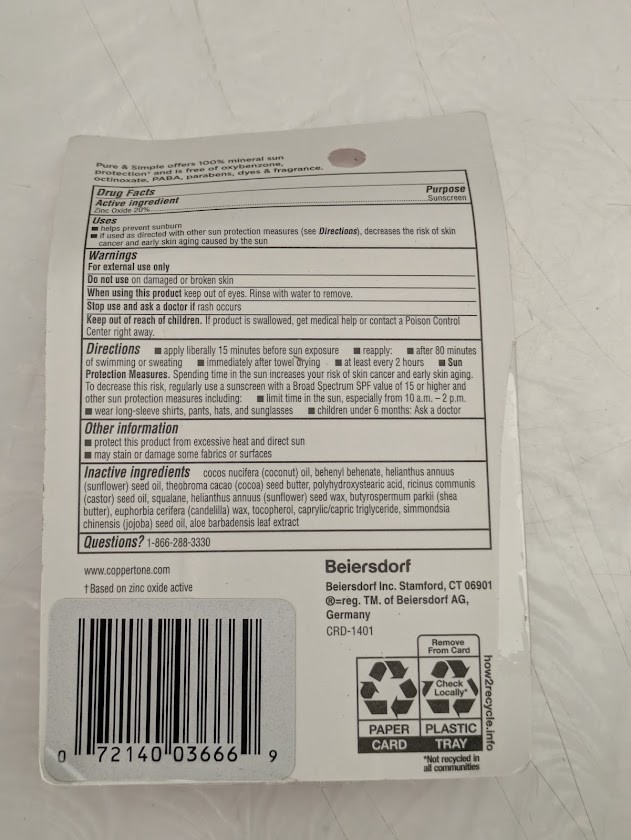 Pure & Simple offers 100% mineral sun
protection† and is free of oxybenzone,
octinoxate, PABA, parabens, dyes & fragrance.
Drug Facts
Active ingredient Purpose
Zinc Oxide 20% Sunscreen
Uses
■ helps prevent sunburn
■ if used as directed with other sun protection measures (see Directions), decreases the risk of skin
cancer and early skin aging caused by the sun
Warnings
For external use only
Do not use on damaged or broken skin
When using this product keep out of eyes. Rinse with water to remove.
Stop use and ask a doctor if rash occurs
Keep out of reach of children. If product is swallowed, get medical help or contact a Poison Control
Center right away.
Directions ■ apply liberally 15 minutes before sun exposure ■ reapply: ■ after 80 minutes
of swimming or sweating ■ immediately after towel drying ■ at least every 2 hours ■ Sun
Protection Measures. Spending time in the sun increases your risk of skin cancer and early skin aging.
To decrease this risk, regularly use a sunscreen with a Broad Spectrum SPF value of 15 or higher and
other sun protection measures including: ■ limit time in the sun, especially from 10 a.m. – 2 p.m.
■ wear long-sleeve shirts, pants, hats, and sunglasses ■ children under 6 months: Ask a doctor
Other information
■ protect this product from excessive heat and direct sun
■ may stain or damage some fabrics or surfaces
Inactive ingredients cocos nucifera (coconut) oil, behenyl behenate, helianthus annuus
(sunflower) seed oil, theobroma cacao (cocoa) seed butter, polyhydroxystearic acid, ricinus communis
(castor) seed oil, squalane, helianthus annuus (sunflower) seed wax, butyrospermum parkii (shea
butter), euphorbia cerifera (candelilla) wax, tocopherol, caprylic/capric triglyceride, simmondsia
chinensis (jojoba) seed oil, aloe barbadensis leaf extract
Questions? 1-866-288-3330
www.coppertone.com
† Based on zinc oxide active
Beiersdorf
Beiersdorf Inc. Stamford, CT 06901
®=reg. TM. of Beiersdorf AG,
Germany
CRD-1401
Remove
From Card
Check
Locally*
PAPER
CARD
PLASTIC
TRAY
*Not recycled in
all communities
how2recycle.info
0 72140 03666 9